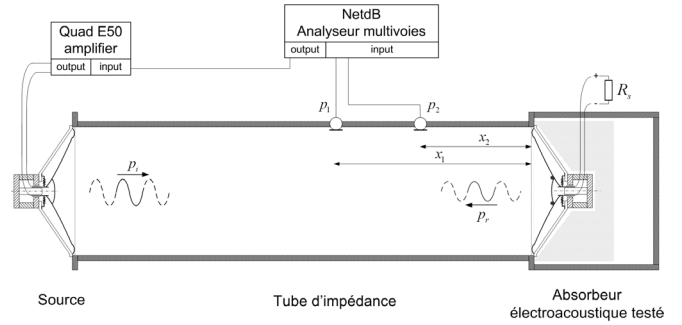 NetdB
Analyseur multivoies
output input
Quad E50
amplifier
output input
p₁ p₂
+
-
Rₛ
x₂
x₁
pᵢ
pᵣ
Source
Tube d'impédance
Absorbeur
électroacoustique testé